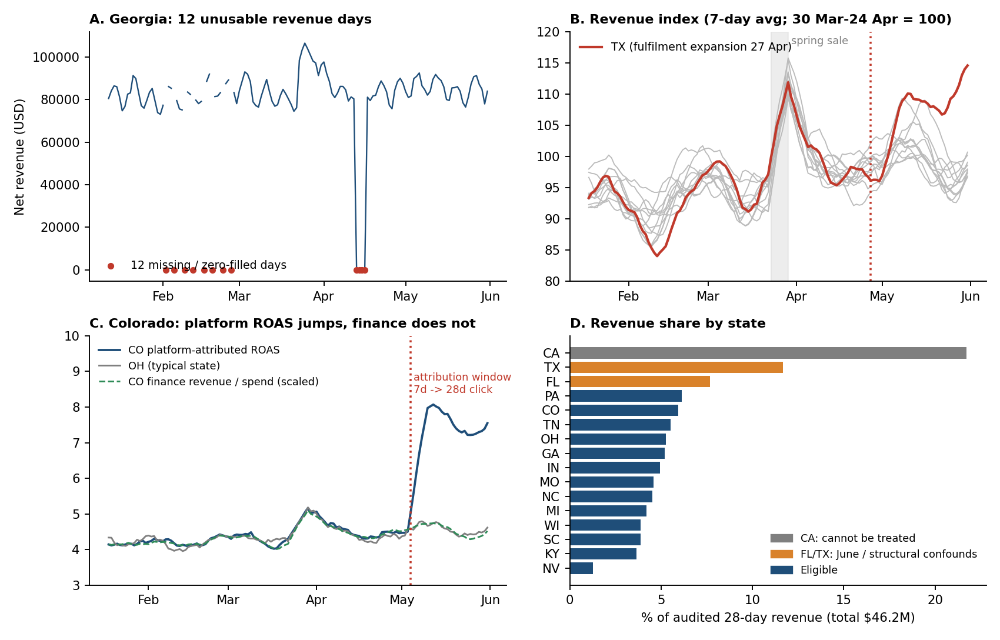 A. Georgia: 12 unusable revenue days
Net revenue (USD)
100000
80000
60000
40000
20000
0
12 missing / zero-filled days
Feb
Mar
Apr
May
Jun
B. Revenue index (7-day avg; 30 Mar-24 Apr = 100)
120
115
110
105
100
95
90
85
80
TX (fulfilment expansion 27 Apr)
spring sale
Feb
Mar
Apr
May
Jun
C. Colorado: platform ROAS jumps, finance does not
10
9
8
7
6
5
4
3
CO platform-attributed ROAS
OH (typical state)
CO finance revenue / spend (scaled)
attribution window
7d -> 28d click
Feb
Mar
Apr
May
Jun
D. Revenue share by state
CA
TX
FL
PA
CO
TN
OH
GA
IN
MO
NC
MI
WI
SC
KY
NV
CA: cannot be treated
FL/TX: June / structural confounds
Eligible
0
5
10
15
20
% of audited 28-day revenue (total $46.2M)